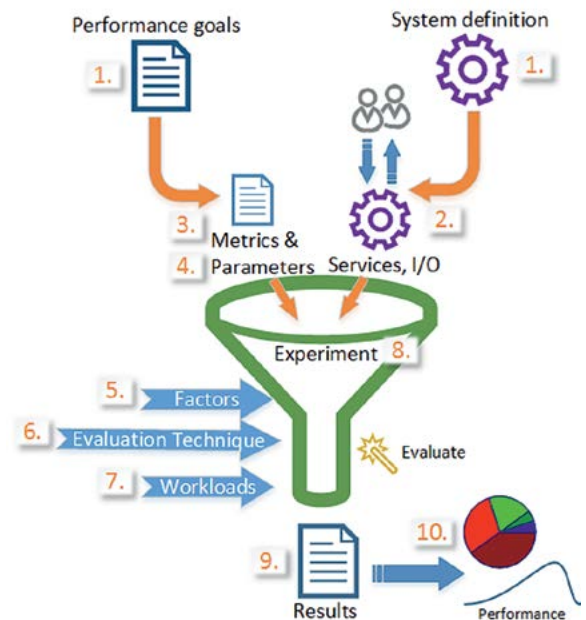 Performance goals
System definition
1.
1.
2.
3.
Metrics &
4.
Parameters
Services, I/O
Experiment 8.
5.
Factors
6.
Evaluation Technique
Evaluate
7.
Workloads
9.
10.
Results
Performance